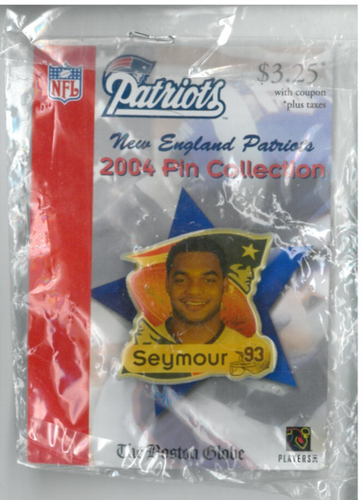 NFL
Patriots
$3.25*
with coupon
*plus taxes
New England Patriots
2004 Pin Collection
Seymour 93
The Boston Globe
PLAYERS INC